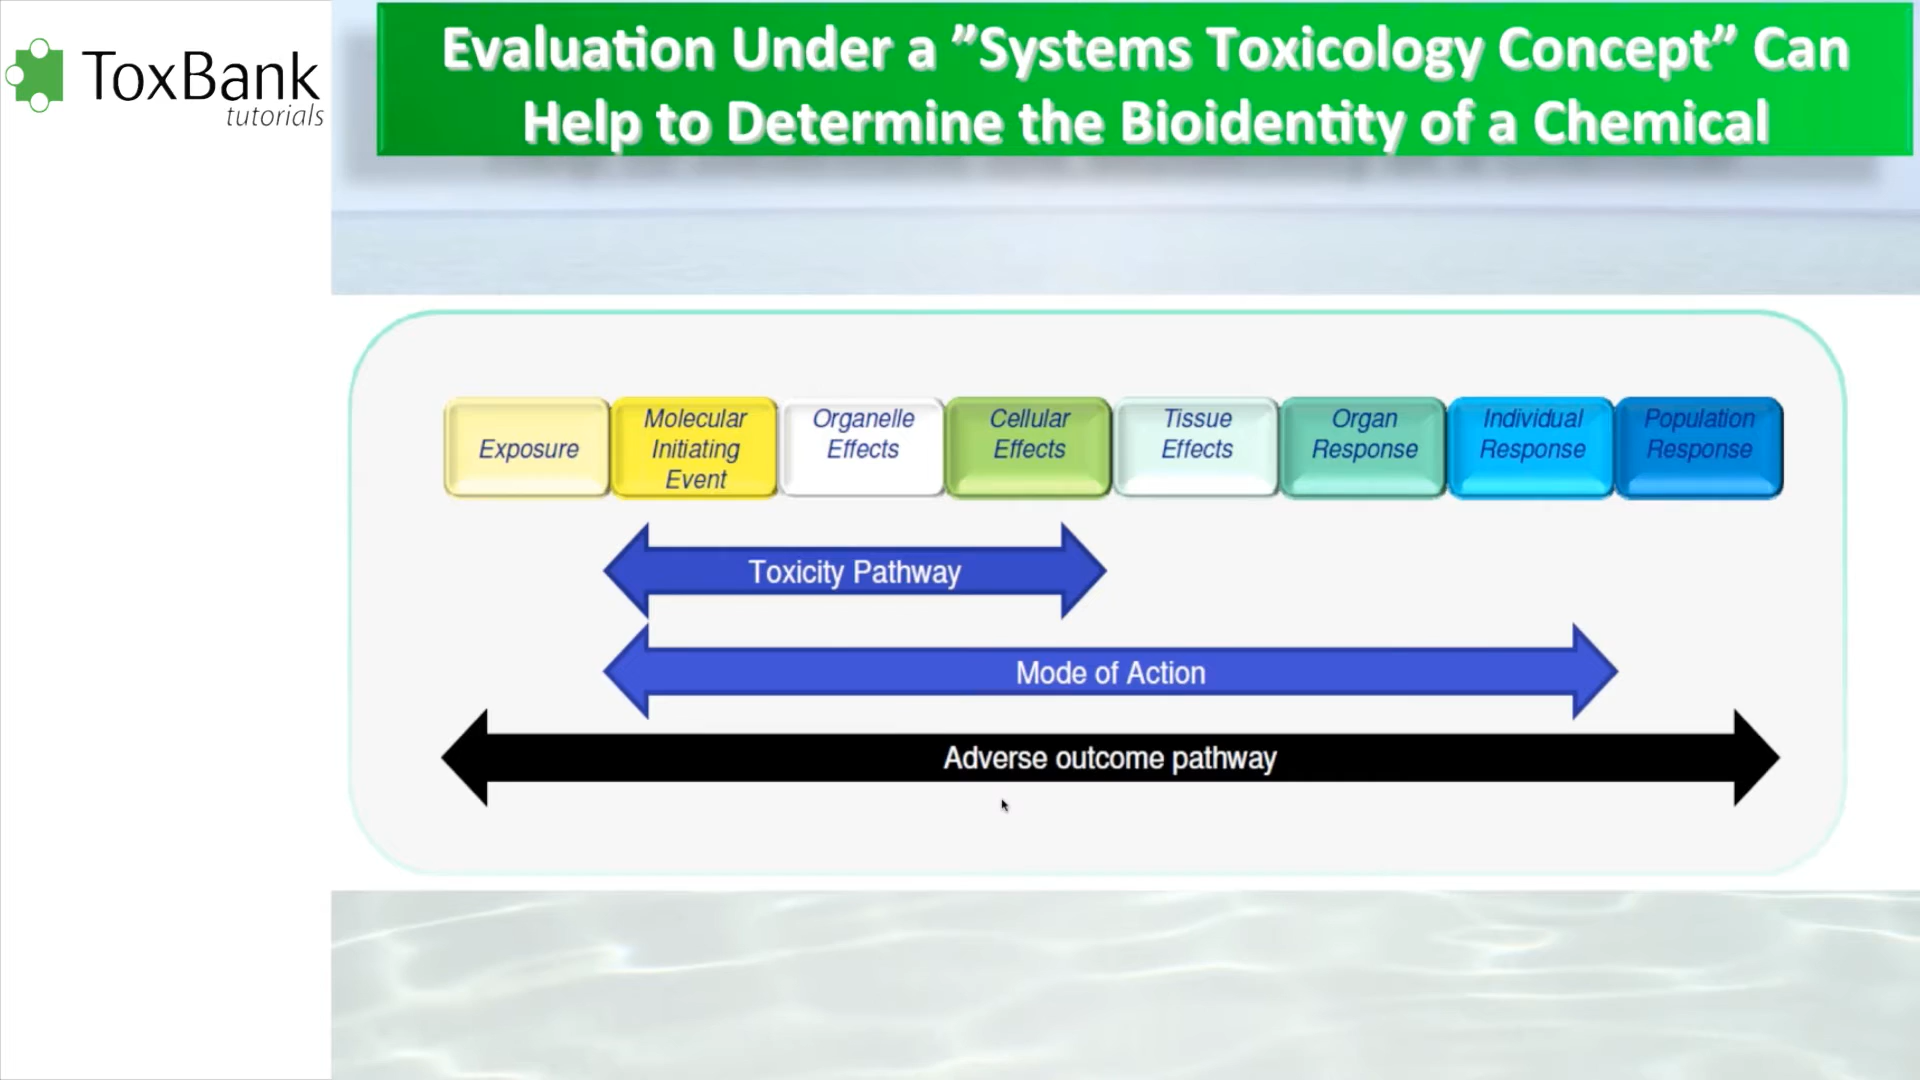 ToxBank
tutorials
Evaluation Under a ”Systems Toxicology Concept” Can
Help to Determine the Bioidentity of a Chemical
Exposure
Molecular
Initiating
Event
Organelle
Effects
Cellular
Effects
Tissue
Effects
Organ
Response
Individual
Response
Population
Response
Toxicity Pathway
Mode of Action
Adverse outcome pathway